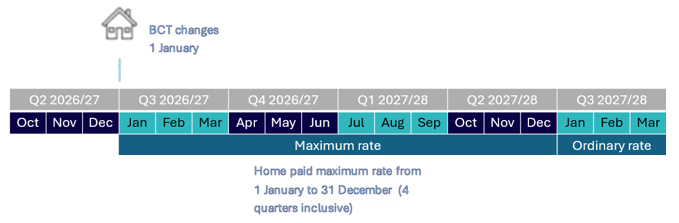 BCT changes
1 January
Q2 2026/27 Q3 2026/27 Q4 2026/27 Q1 2027/28 Q2 2027/28 Q3 2027/28
Oct Nov Dec Jan Feb Mar Apr May Jun Jul Aug Sep Oct Nov Dec Jan Feb Mar
Maximum rate Ordinary rate
Home paid maximum rate from
1 January to 31 December (4
quarters inclusive)